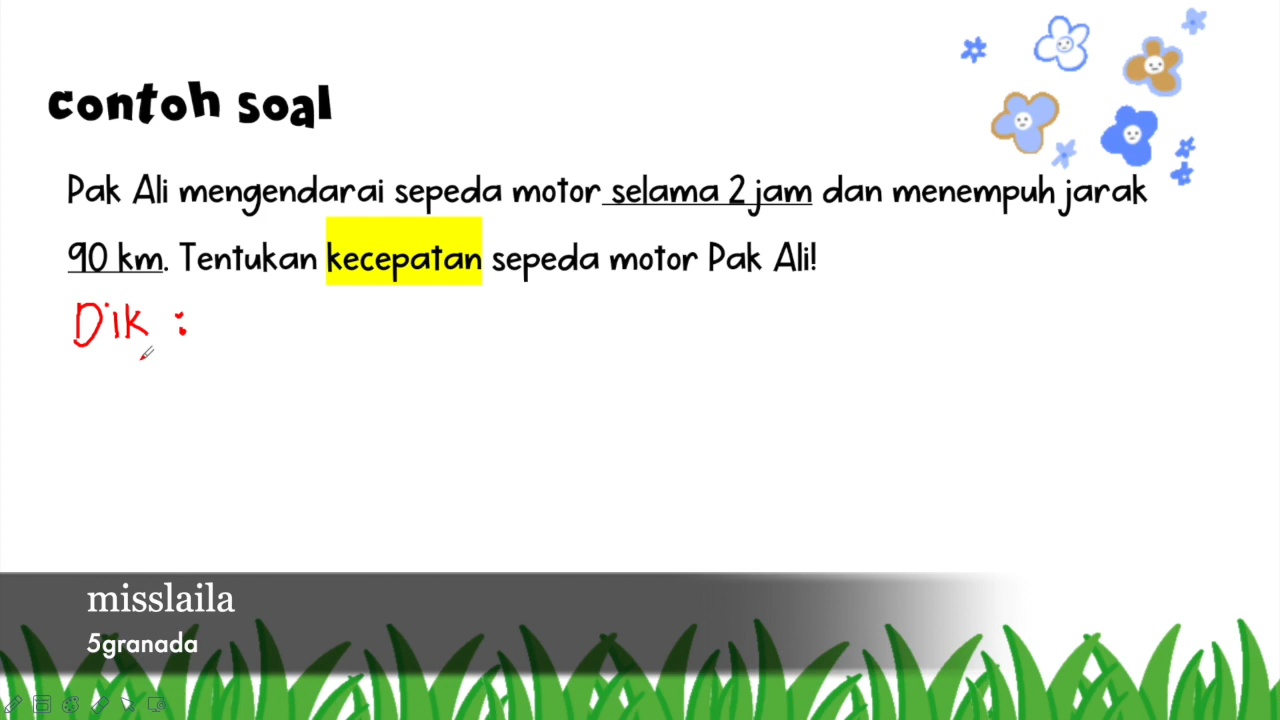 contoh soal
Pak Ali mengendarai sepeda motor selama 2 jam dan menempuh jarak
90 km. Tentukan kecepatan sepeda motor Pak Ali!
Dik :
misslaila
5granada